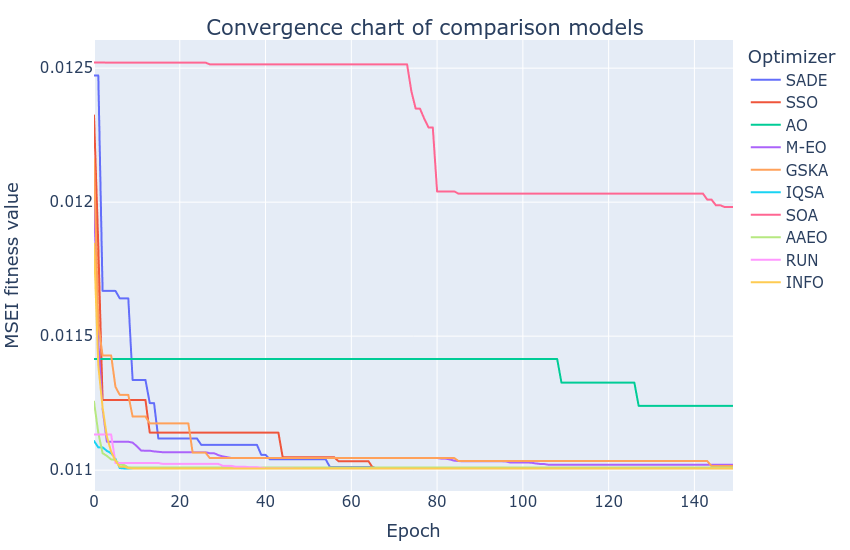 Convergence chart of comparison models
MSEI fitness value
0.0125
0.012
0.0115
0.011
0 20 40 60 80 100 120 140
Epoch
Optimizer
SADE
SSO
AO
M-EO
GSKA
IQSA
SOA
AAEO
RUN
INFO